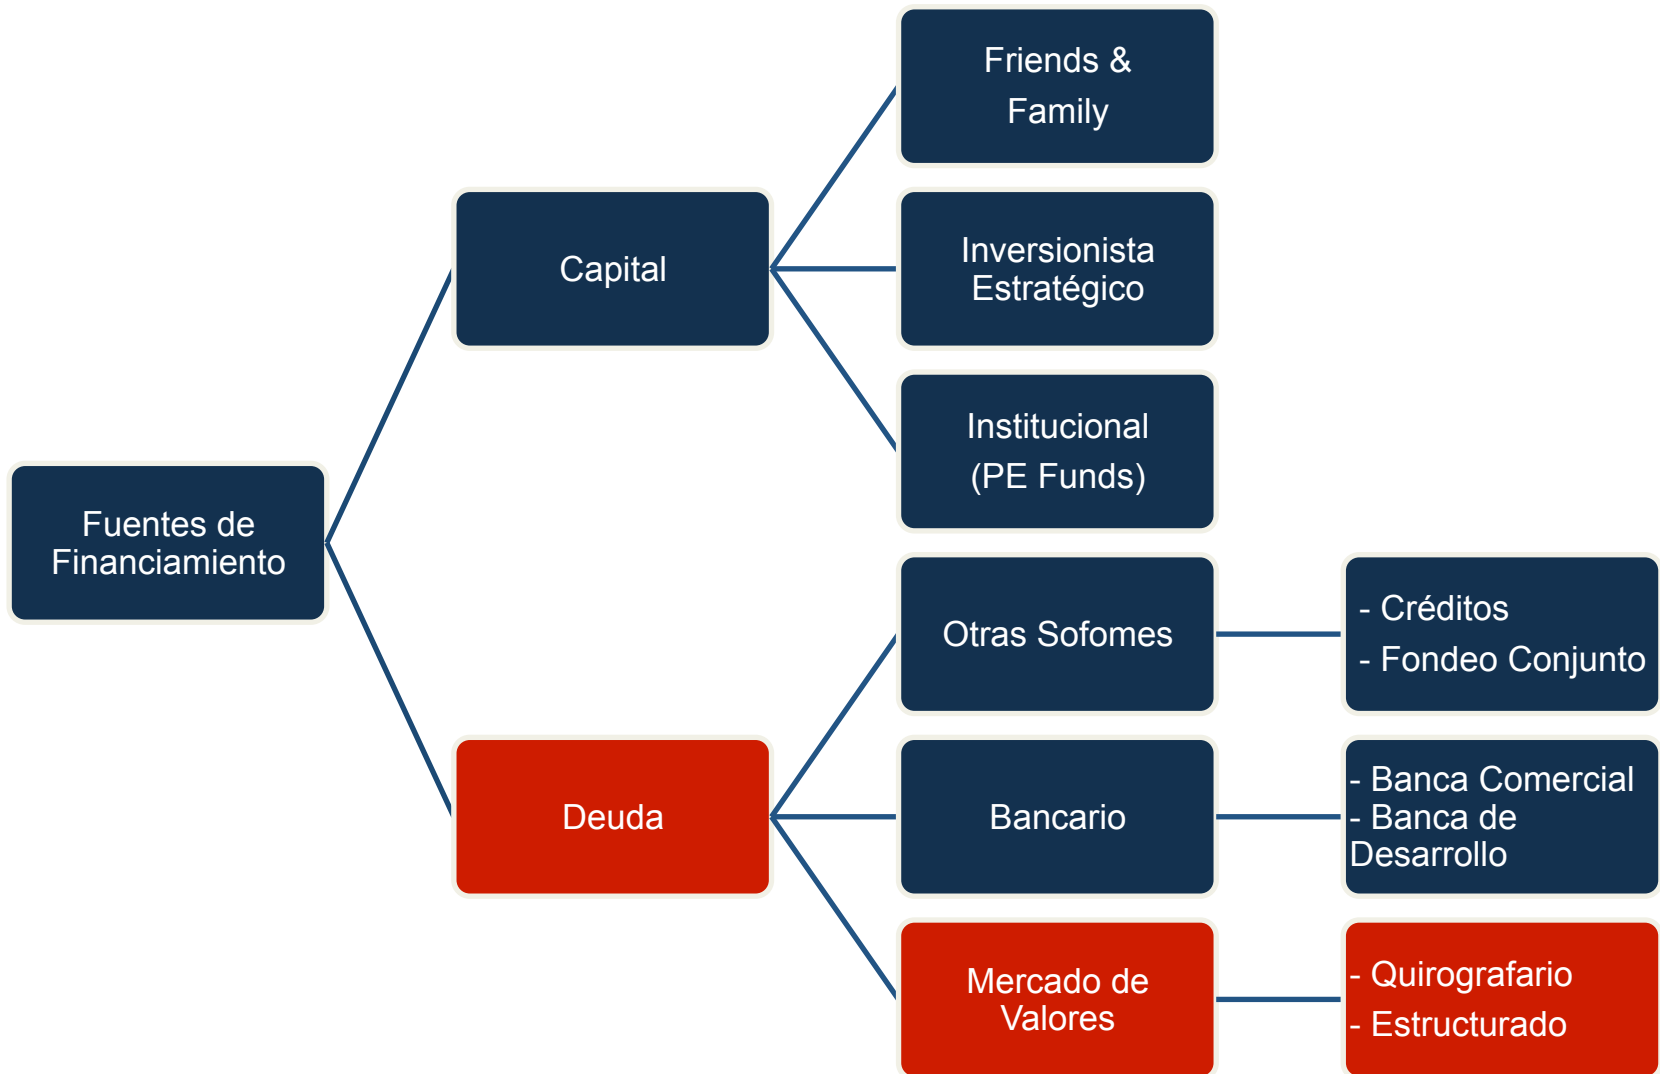 Friends &
Family
Capital
Inversionista
Estratégico
Institucional
(PE Funds)
Fuentes de
Financiamiento
Otras Sofomes
- Créditos
- Fondeo Conjunto
Deuda
Bancario
- Banca Comercial
- Banca de
Desarrollo
Mercado de
Valores
- Quirografario
- Estructurado